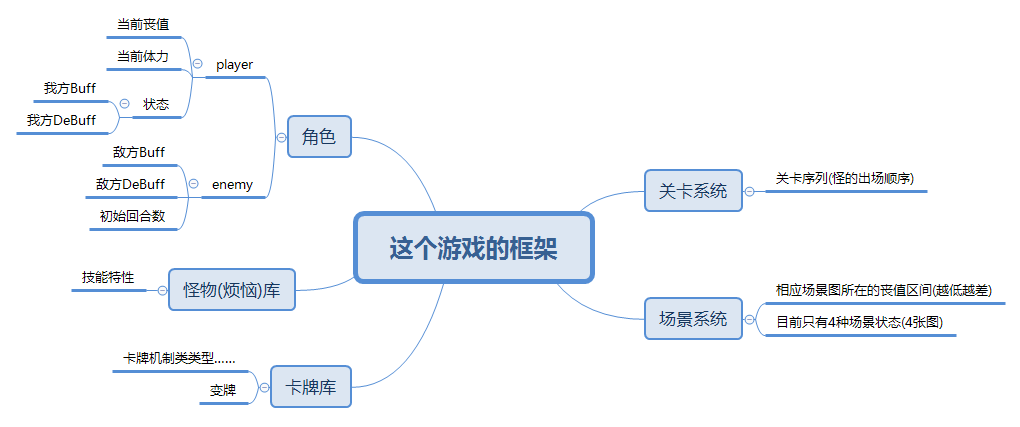 这个游戏的框架
角色
player
当前丧值
当前体力
状态
我方Buff
我方DeBuff
enemy
敌方Buff
敌方DeBuff
初始回合数
怪物(烦恼)库
技能特性
卡牌库
卡牌机制类类型......
变牌
关卡系统
关卡序列(怪的出场顺序)
场景系统
相应场景图所在的丧值区间(越低越差)
目前只有4种场景状态(4张图)